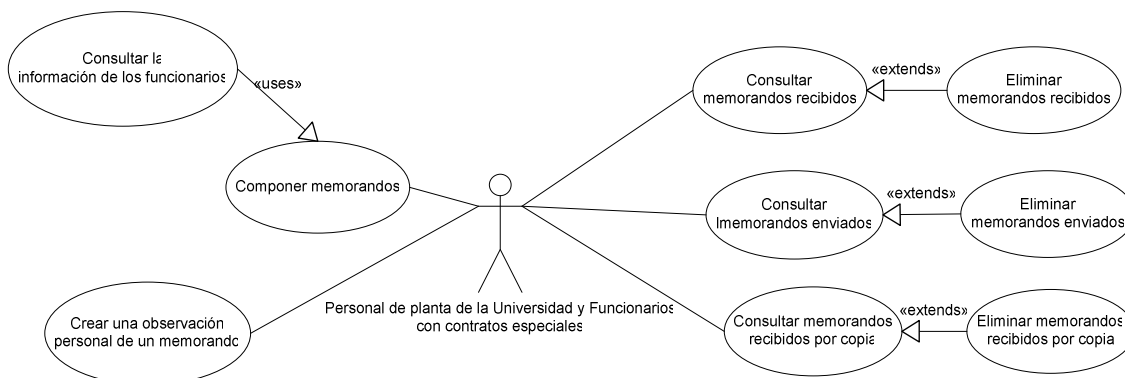 Consultar la
información de los funcionarios
«uses»
Componer memorandos
Crear una observación
personal de un memorando
Personal de planta de la Universidad y Funcionarios
con contratos especiales
Consultar
memorandos recibidos
«extends»
Eliminar
memorandos recibidos
Consultar
lmemorandos enviados
«extends»
Eliminar
memorandos enviados
Consultar memorandos
recibidos por copia
«extends»
Eliminar memorandos
recibidos por copia